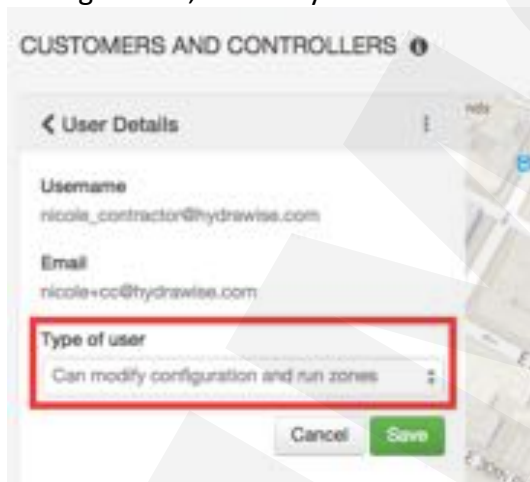 CUSTOMERS AND CONTROLLERS
User Details
Username
nicole_contractor@hydrawise.com
Email
nicole+cc@hydrawise.com
Type of user
Can modify configuration and run zones
Cancel Save